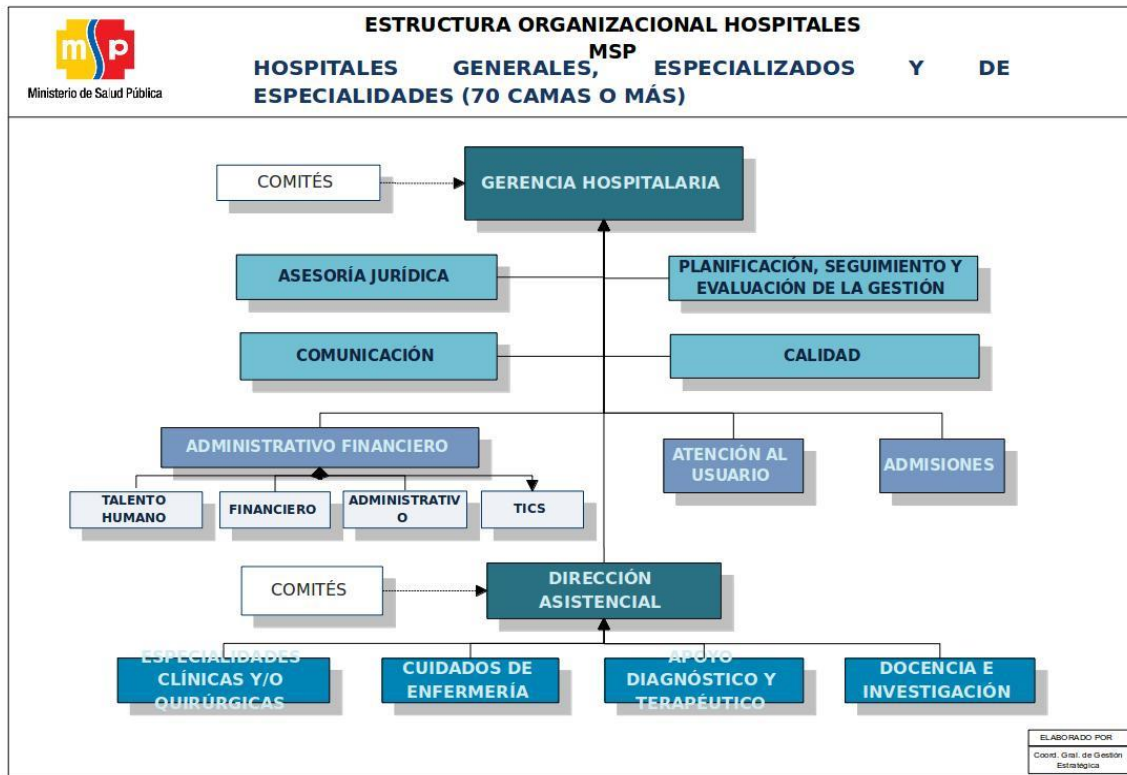 ESTRUCTURA ORGANIZACIONAL HOSPITALES
MSP
HOSPITALES GENERALES, ESPECIALIZADOS Y DE
ESPECIALIDADES (70 CAMAS O MÁS)
msp
Ministerio de Salud Pública
COMITÉS
GERENCIA HOSPITALARIA
ASESORÍA JURÍDICA
PLANIFICACIÓN, SEGUIMIENTO Y
EVALUACIÓN DE LA GESTIÓN
COMUNICACIÓN
CALIDAD
ADMINISTRATIVO FINANCIERO
ATENCIÓN AL
USUARIO
ADMISIONES
TALENTO
HUMANO
FINANCIERO
ADMINISTRATIV
O
TICS
COMITÉS
DIRECCIÓN
ASISTENCIAL
ESPECIALIDADES
CLÍNICAS Y/O
QUIRÚRGICAS
CUIDADOS DE
ENFERMERÍA
APOYO
DIAGNÓSTICO Y
TERAPÉUTICO
DOCENCIA E
INVESTIGACIÓN
ELABORADO POR
Coord. Gral. de Gestión
Estratégica